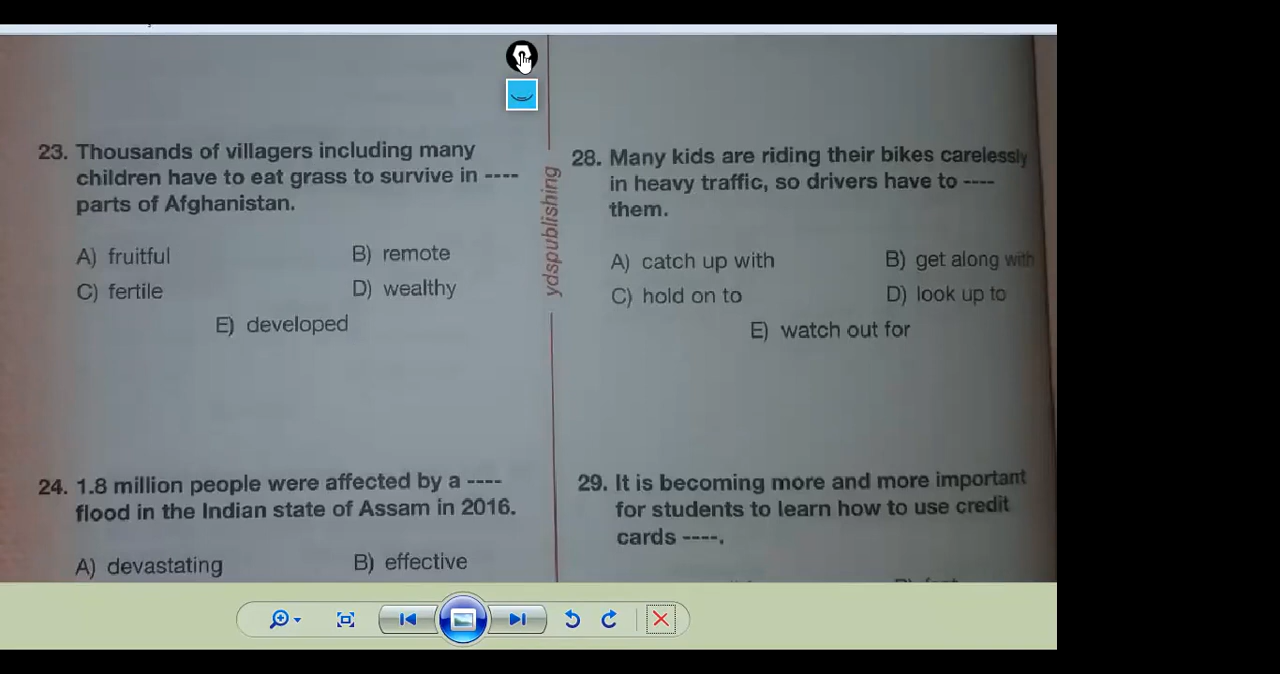 23. Thousands of villagers including many
children have to eat grass to survive in ----
parts of Afghanistan.
A) fruitful
B) remote
C) fertile
D) wealthy
E) developed
24. 1.8 million people were affected by a ----
flood in the Indian state of Assam in 2016.
A) devastating
B) effective
ydspublishing
28. Many kids are riding their bikes carelessly
in heavy traffic, so drivers have to ----
them.
A) catch up with
B) get along with
C) hold on to
D) look up to
E) watch out for
29. It is becoming more and more important
for students to learn how to use credit
cards ----.